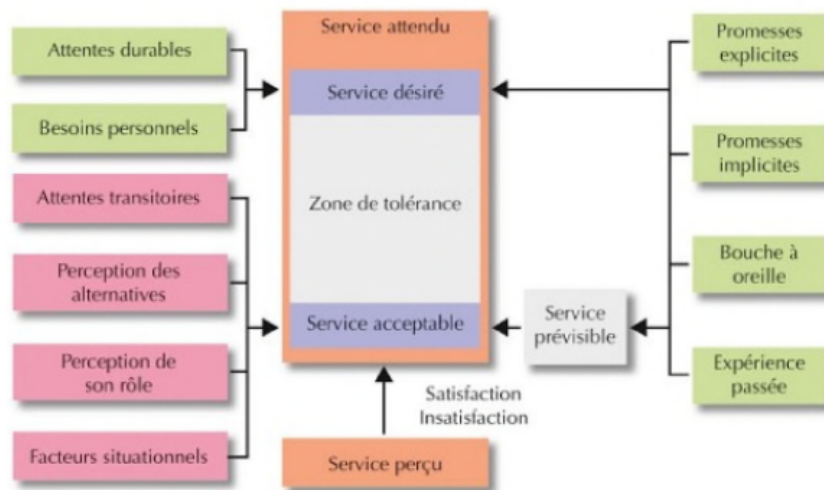 Attentes durables
Besoins personnels
Attentes transitoires
Perception des
alternatives
Perception de
son rôle
Facteurs situationnels
Service attendu
Service désiré
Zone de tolérance
Service acceptable
Satisfaction
Insatisfaction
Service perçu
Service
prévisible
Promesses
explicites
Promesses
implicites
Bouche à
oreille
Expérience
passée